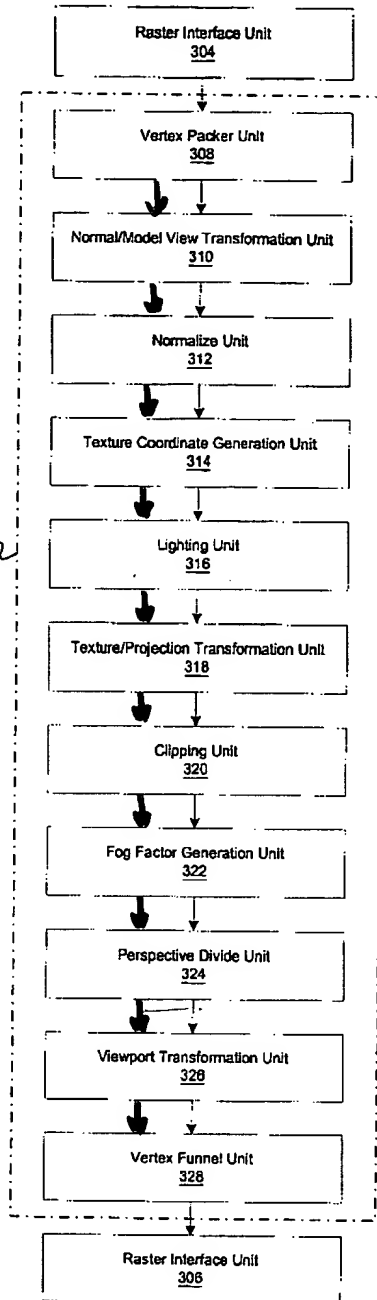 Raster Interface Unit
304
Vertex Packer Unit
308
Normal/Model View Transformation Unit
310
Normalize Unit
312
Texture Coordinate Generation Unit
314
Lighting Unit
316
Texture/Projection Transformation Unit
318
Clipping Unit
320
Fog Factor Generation Unit
322
Perspective Divide Unit
324
Viewport Transformation Unit
326
Vertex Funnel Unit
328
Raster Interface Unit
306